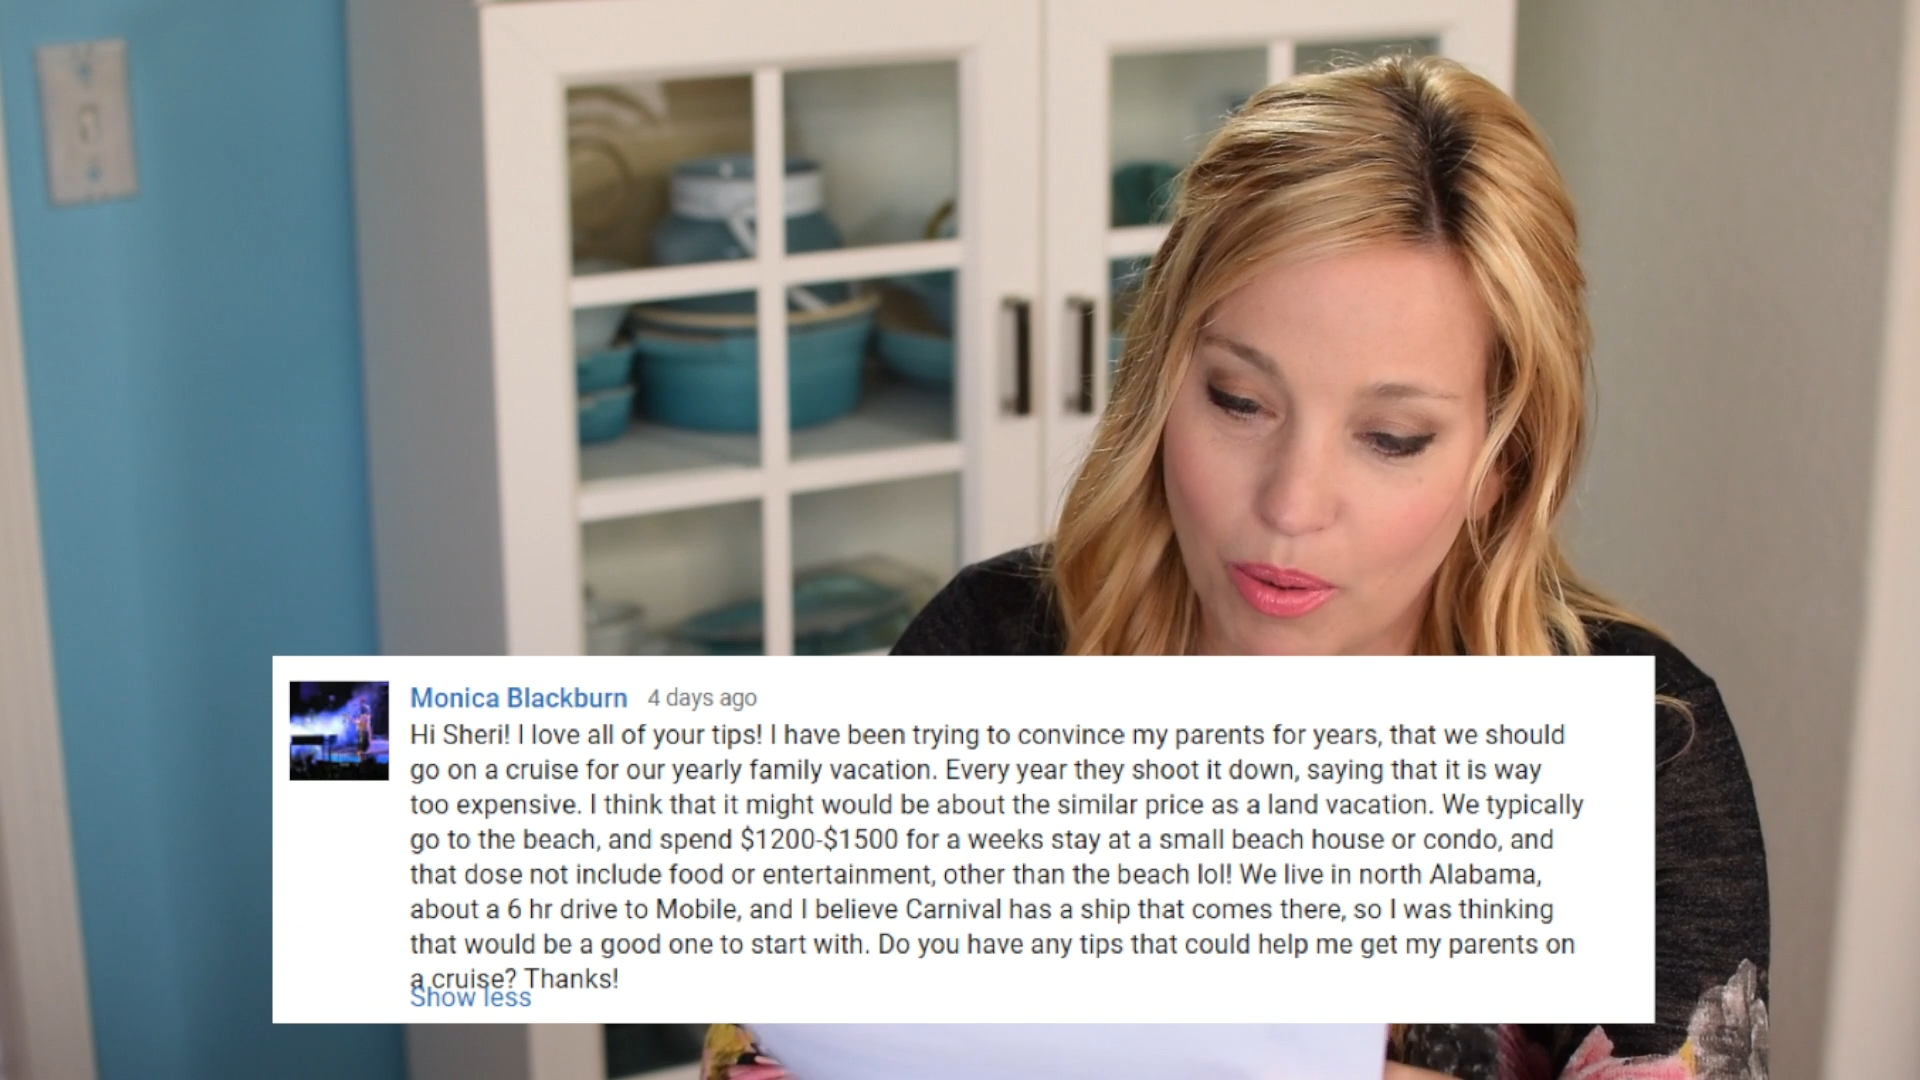 Monica Blackburn 4 days ago
Hi Sheri! I love all of your tips! I have been trying to convince my parents for years, that we should
go on a cruise for our yearly family vacation. Every year they shoot it down, saying that it is way
too expensive. I think that it might would be about the similar price as a land vacation. We typically
go to the beach, and spend $1200-$1500 for a weeks stay at a small beach house or condo, and
that dose not include food or entertainment, other than the beach lol! We live in north Alabama,
about a 6 hr drive to Mobile, and I believe Carnival has a ship that comes there, so I was thinking
that would be a good one to start with. Do you have any tips that could help me get my parents on
a cruise? Thanks!
Show less